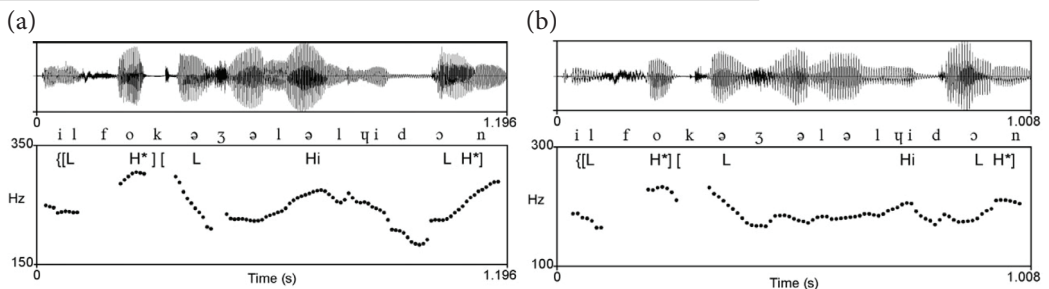 (a)
0
1.196
i l f o k ə ʒ ə l ə l ɥ i d ɔ n
350
Hz
150
{[L H* ] [ L Hi L H*]
0
Time (s)
1.196
(b)
0
1.008
i l f o k ə ʒ ə l ə l ɥ i d ɔ n
300
Hz
100
{[L H*] [ L Hi L H*]
0
Time (s)
1.008